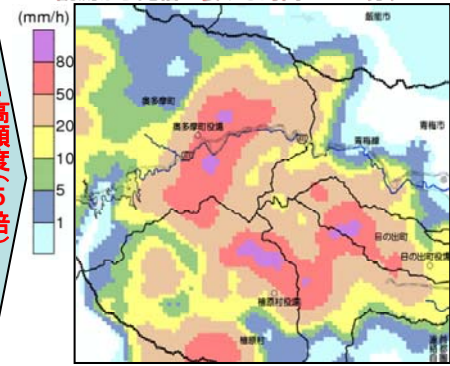 (mm/h)
80
50
20
10
5
1
高頻度(5倍)
飯能市
奥多摩町
奥多摩町役場
青梅線
青梅市
日の出町
日の出町役場
檜原村役場
檜原村